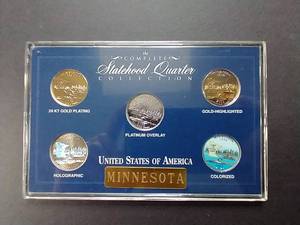 the
COMPLETE
Statehood Quarter
COLLECTION
24 KT GOLD PLATING
GOLD-HIGHLIGHTED
PLATINUM OVERLAY
HOLOGRAPHIC
UNITED STATES OF AMERICA
COLORIZED
MINNESOTA